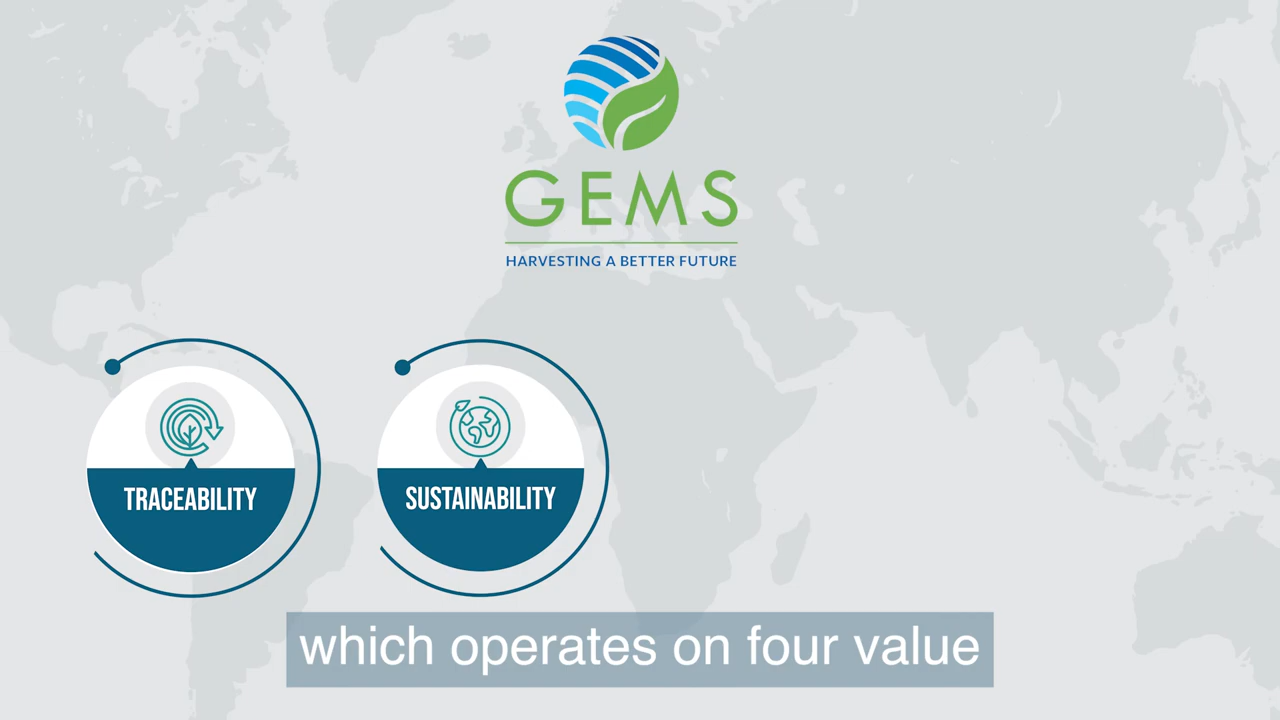 GEMS
HARVESTING A BETTER FUTURE
TRACEABILITY
SUSTAINABILITY
which operates on four value